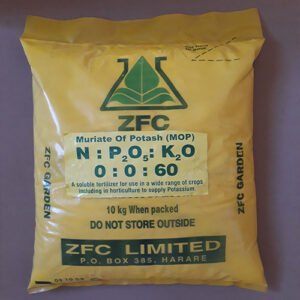 ZFC
Muriate Of Potash (MOP)
N : P2O5: K2O
0 : 0 : 60
A soluble fertilizer for use in a wide range of crops
including in horticulture to supply Potassium.
ZFC GARDEN
ZFC GARDEN
10 kg When packed
DO NOT STORE OUTSIDE
ZFC LIMITED
P.O. BOX 385, HARARE